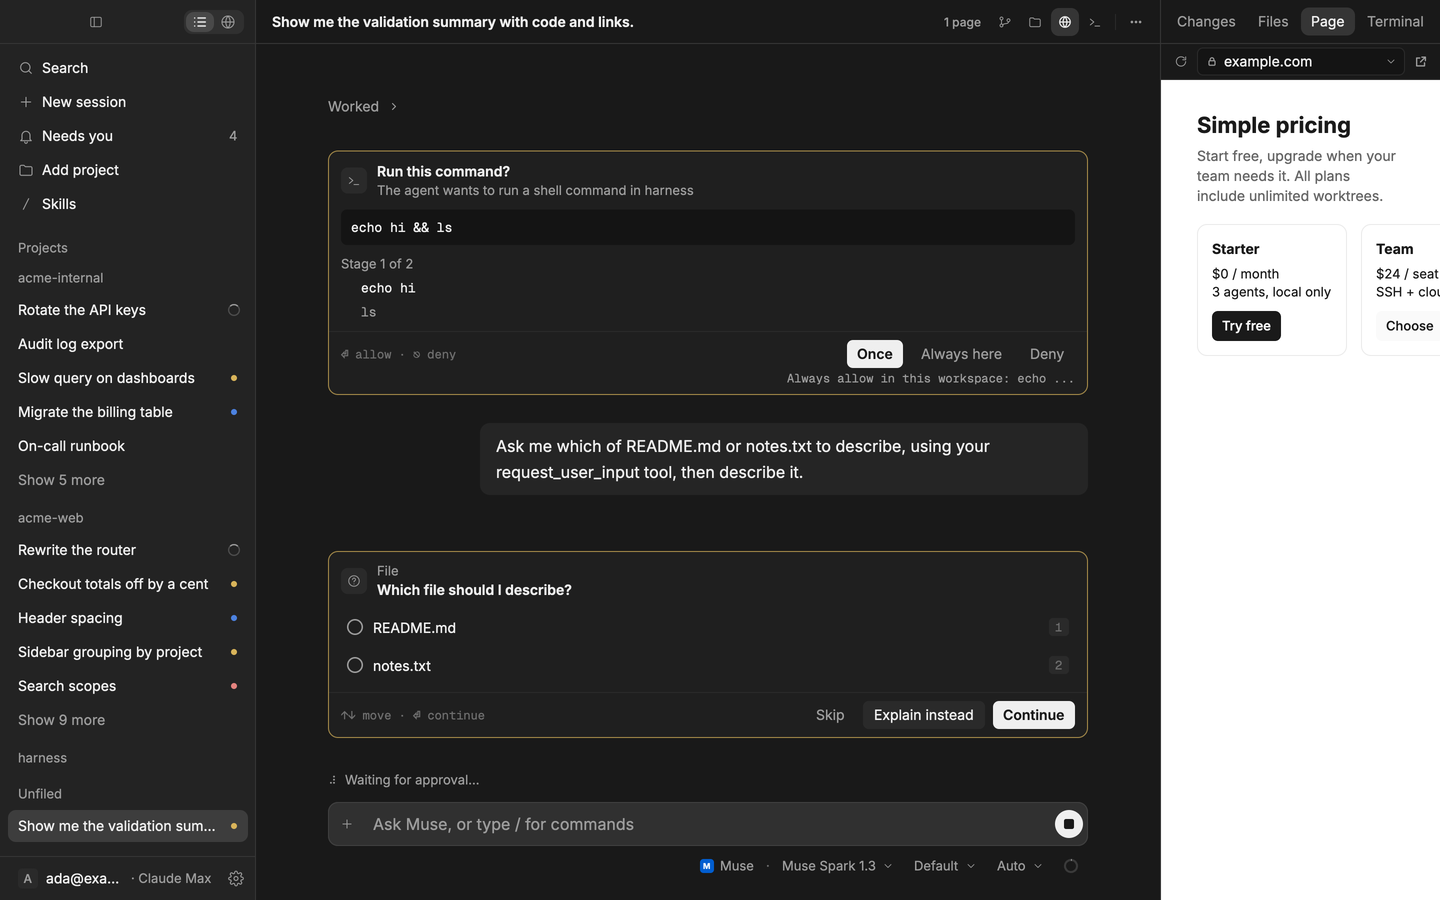 Show me the validation summary with code and links.
1 page
Changes
Files
Page
Terminal
Search
New session
Needs you
4
Add project
Skills
Projects
acme-internal
Rotate the API keys
Audit log export
Slow query on dashboards
Migrate the billing table
On-call runbook
Show 5 more
acme-web
Rewrite the router
Checkout totals off by a cent
Header spacing
Sidebar grouping by project
Search scopes
Show 9 more
harness
Unfiled
Show me the validation sum...
A
ada@exa...
· Claude Max
Worked
Run this command?
The agent wants to run a shell command in harness
echo hi && ls
Stage 1 of 2
echo hi
ls
allow · deny
Once
Always here
Deny
Always allow in this workspace: echo ...
Ask me which of README.md or notes.txt to describe, using your
request_user_input tool, then describe it.
File
Which file should I describe?
README.md
1
notes.txt
2
move · continue
Skip
Explain instead
Continue
Waiting for approval...
Ask Muse, or type / for commands
M
Muse
·
Muse Spark 1.3
Default
Auto
example.com
Simple pricing
Start free, upgrade when your
team needs it. All plans
include unlimited worktrees.
Starter
$0 / month
3 agents, local only
Try free
Team
$24 / seat
SSH + clou
Choose